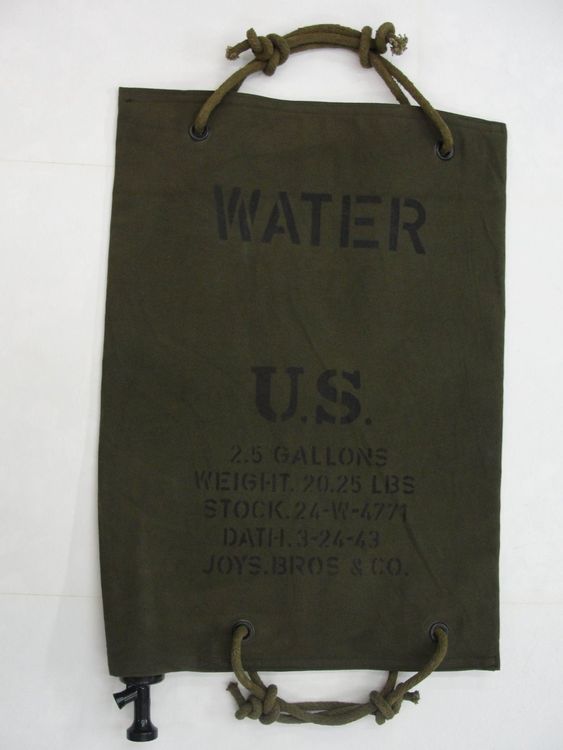 WATER
U.S.
2.5 GALLONS
WEIGHT. 20.25 LBS
STOCK.24-W-4771
DATH.3-24-43
JOYS.BROS & CO.